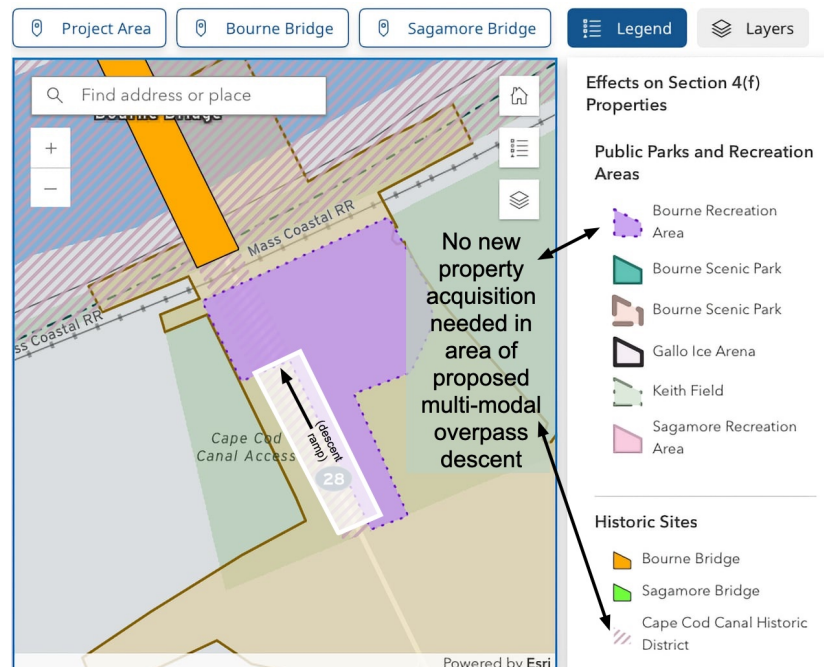 Project Area
Bourne Bridge
Sagamore Bridge
Legend
Layers
Find address or place
Bourne Bridge
+
−
Mass Coastal RR
ss Coastal RR
Cape Cod
Canal Access
(descent
ramp)
28
No new
property
acquisition
needed in
area of
proposed
multi-modal
overpass
descent
Powered by Esri
Effects on Section 4(f)
Properties
Public Parks and Recreation
Areas
Bourne Recreation
Area
Bourne Scenic Park
Bourne Scenic Park
Gallo Ice Arena
Keith Field
Sagamore Recreation
Area
Historic Sites
Bourne Bridge
Sagamore Bridge
Cape Cod Canal Historic
District